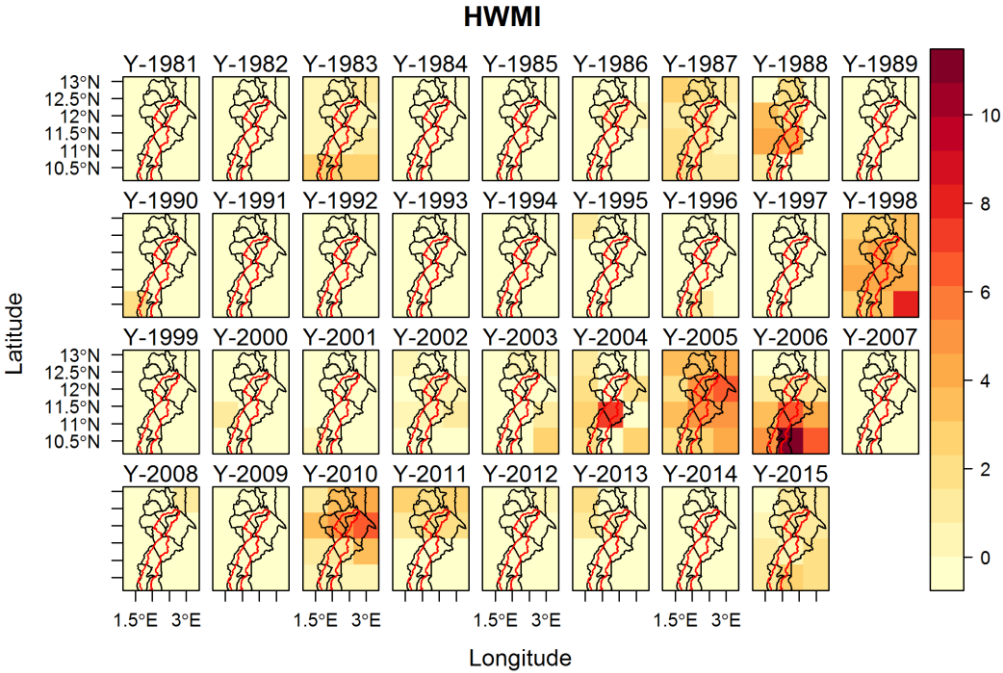 HWMI
Y-1981 Y-1982 Y-1983 Y-1984 Y-1985 Y-1986 Y-1987 Y-1988 Y-1989
13°N
12.5°N
12°N
11.5°N
11°N
10.5°N
Y-1990 Y-1991 Y-1992 Y-1993 Y-1994 Y-1995 Y-1996 Y-1997 Y-1998
Y-1999 Y-2000 Y-2001 Y-2002 Y-2003 Y-2004 Y-2005 Y-2006 Y-2007
13°N
12.5°N
12°N
11.5°N
11°N
10.5°N
Y-2008 Y-2009 Y-2010 Y-2011 Y-2012 Y-2013 Y-2014 Y-2015
1.5°E 3°E 1.5°E 3°E 1.5°E 3°E 1.5°E 3°E
Longitude
Latitude
10
8
6
4
2
0